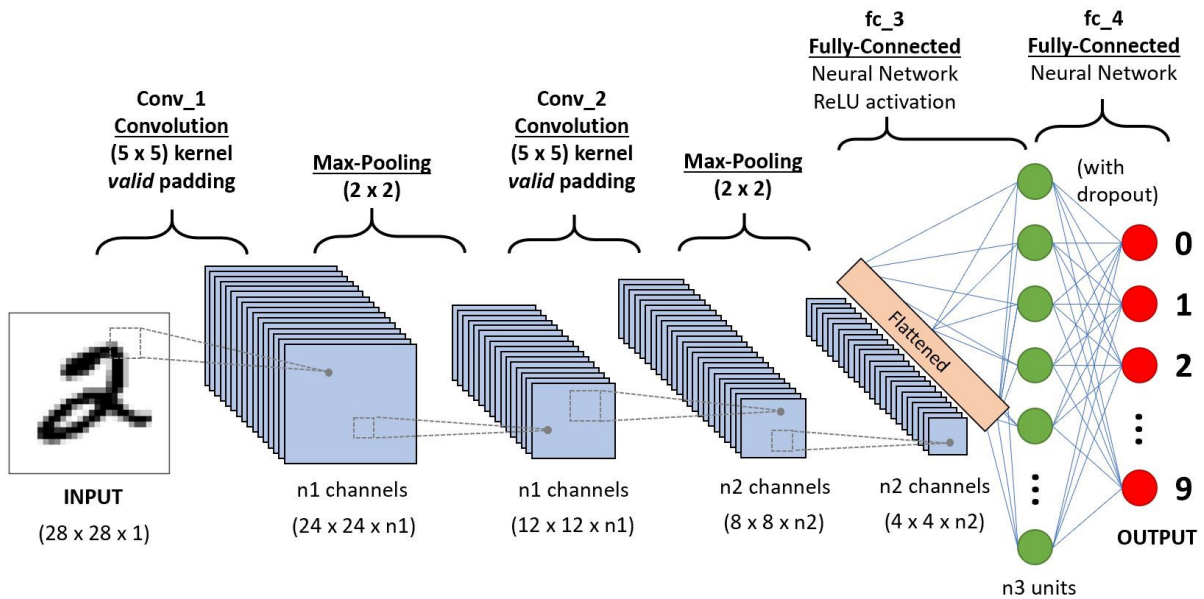 fc_3
Fully-Connected
Neural Network
ReLU activation
fc_4
Fully-Connected
Neural Network
Conv_1
Convolution
(5 x 5) kernel
valid padding
Max-Pooling
(2 x 2)
Conv_2
Convolution
(5 x 5) kernel
valid padding
Max-Pooling
(2 x 2)
(with
dropout)
Flattened
0
1
2
9
OUTPUT
INPUT
(28 x 28 x 1)
n1 channels
(24 x 24 x n1)
n1 channels
(12 x 12 x n1)
n2 channels
(8 x 8 x n2)
n2 channels
(4 x 4 x n2)
n3 units
2